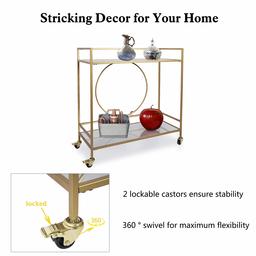 Stricking Decor for Your Home
locked
360°
2 lockable castors ensure stability
360 ° swivel for maximum flexibility